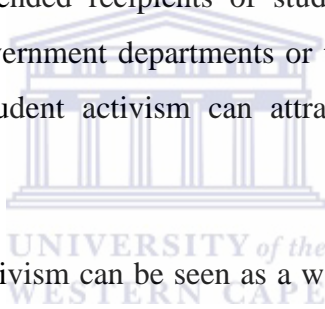 ended recipients of stud
vernment departments or
udent activism can attra
UNIVERSITY of the
ivism can be seen as a w
WESTERN CAPE